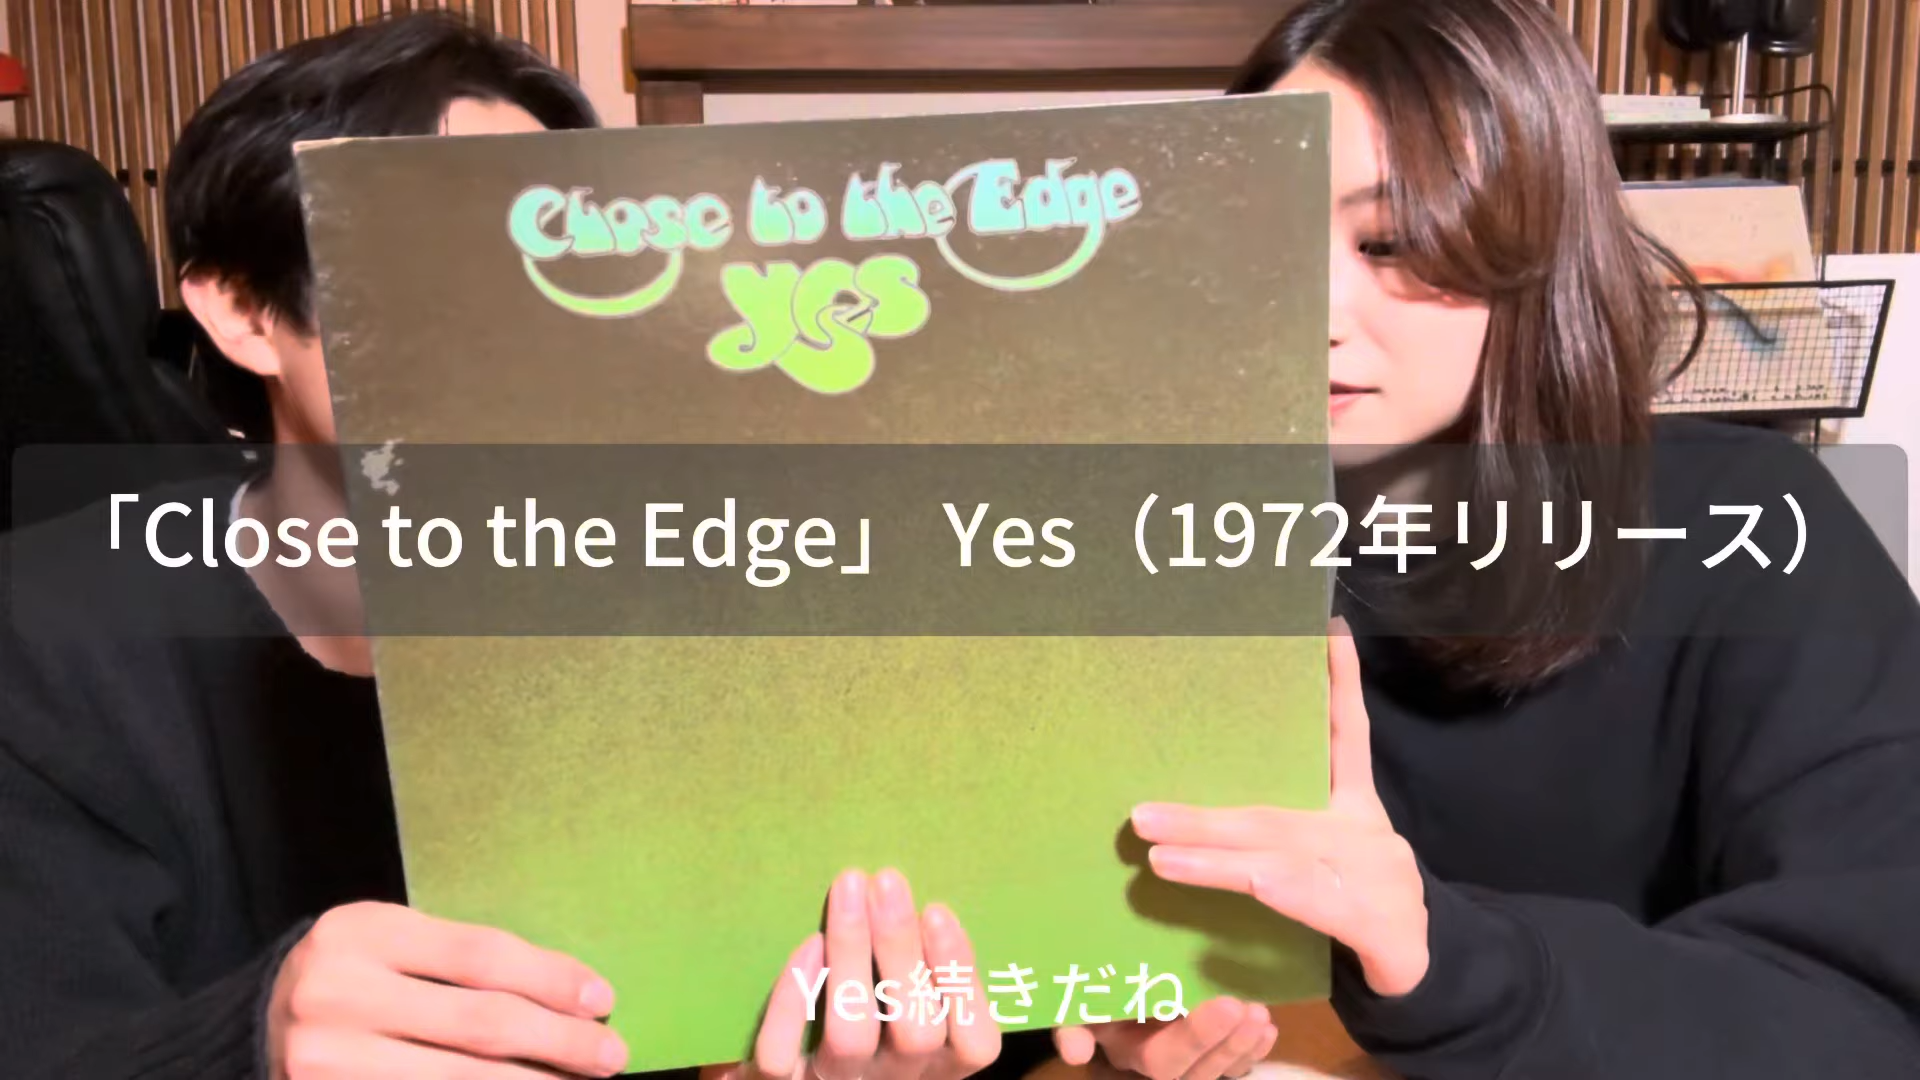 Close to the Edge
yes
「Close to the Edge」 Yes（1972年リリース）
Yes続きだね